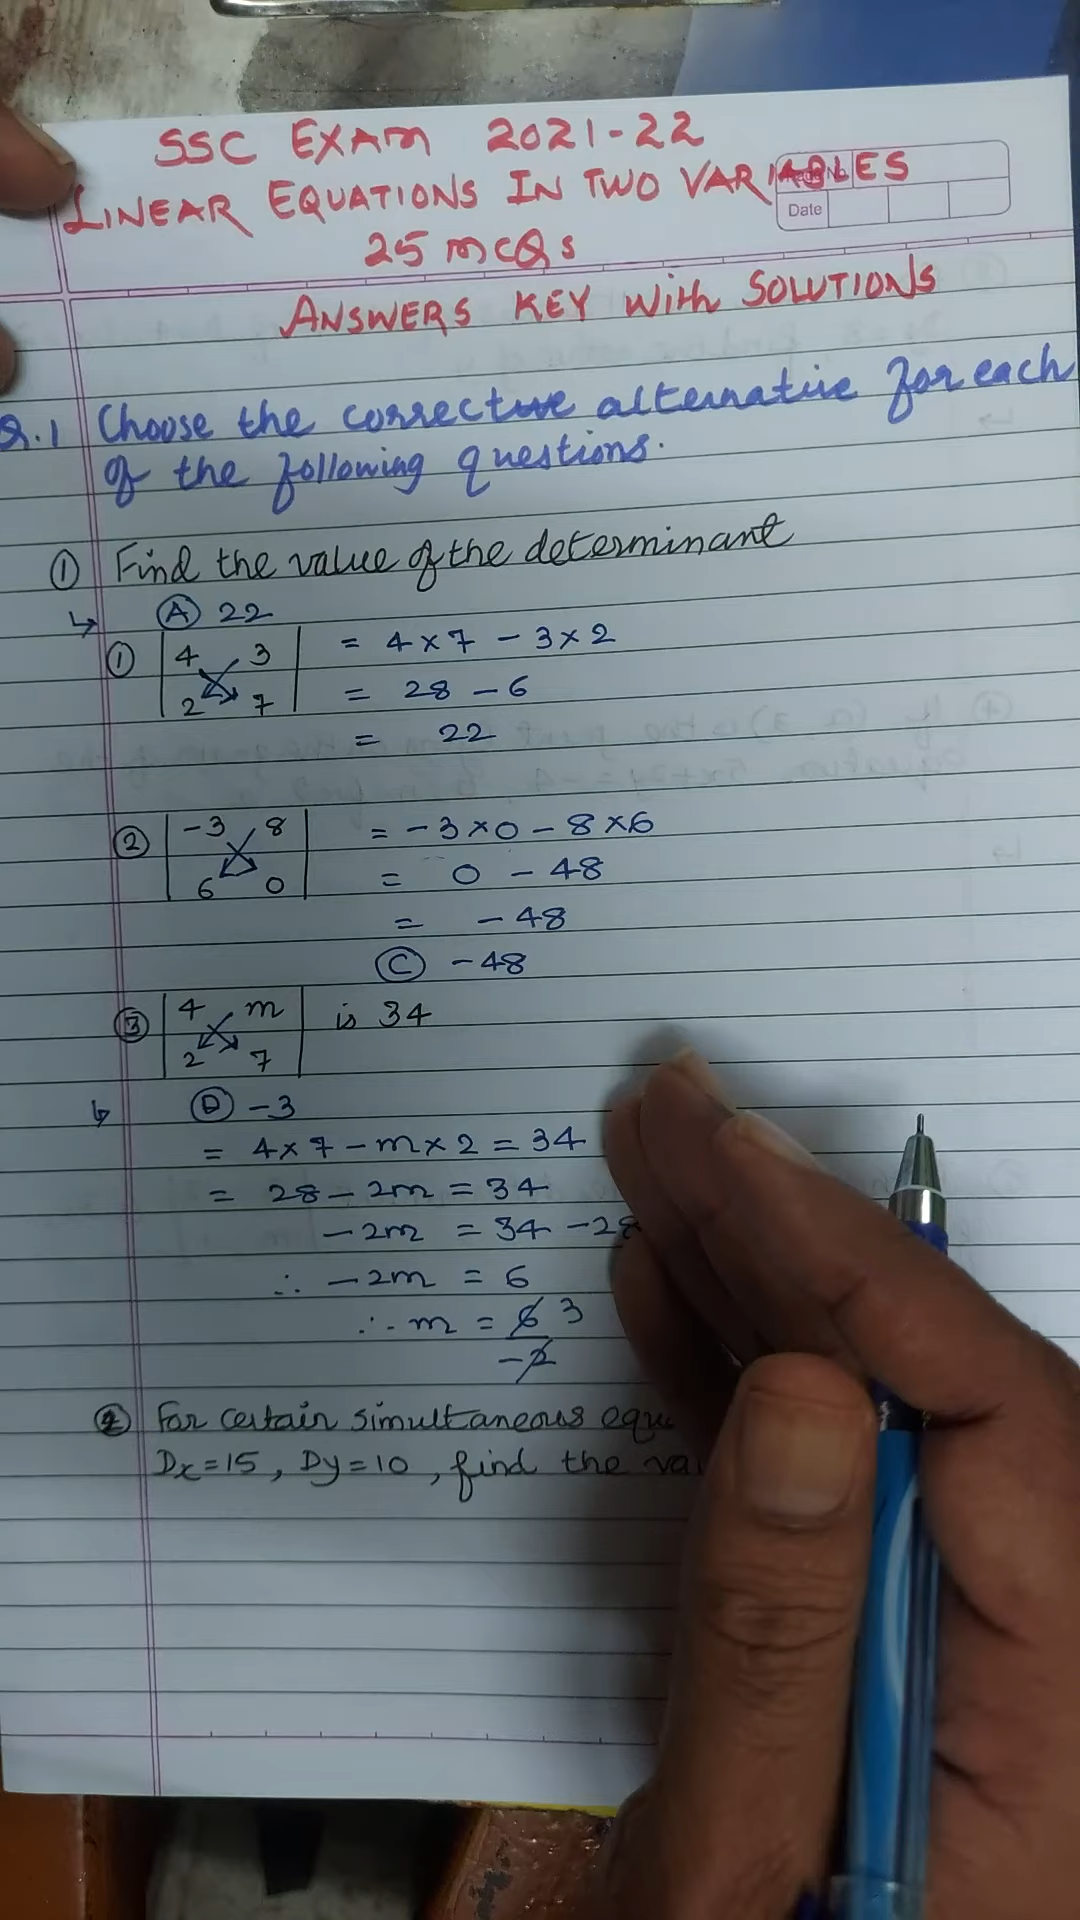 SSC EXAM 2021-22
LINEAR EQUATIONS IN TWO VARIABLES
Date
25 MCQs
ANSWERS KEY With SOLUTIONS
Q.1 Choose the corrective alternative for each
of the following questions.
① Find the value of the determinant
↳ Ⓐ 22
① | 4 3 | = 4 × 7 - 3 × 2
| 2 7 | = 28 - 6
= 22
② | -3 8 | = -3 × 0 - 8 × 6
| 6 0 | = 0 - 48
= -48
Ⓒ -48
③ | 4 m | is 34
| 2 7 |
↳ Ⓓ -3
= 4 × 7 - m × 2 = 34
= 28 - 2m = 34
-2m = 34 - 28
∴ -2m = 6
∴ m = 6 3
-2
④ For certain simultaneous
Dx = 15, Dy = 10, find the